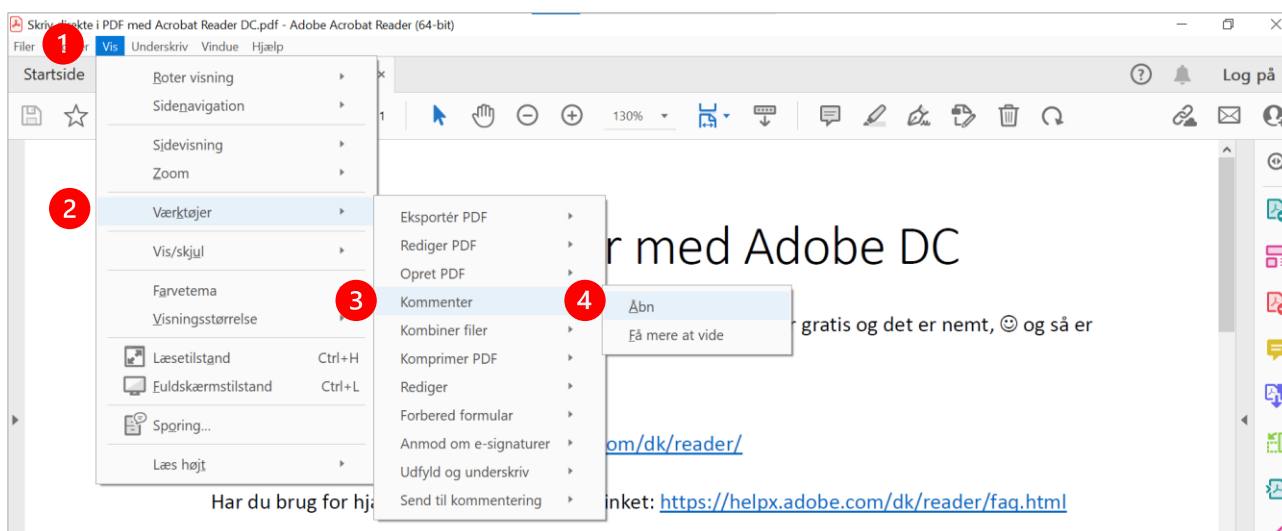 Skriv direkte i PDF med Acrobat Reader DC.pdf - Adobe Acrobat Reader (64-bit)
Filer 1 Vis Underskriv Vindue Hjælp
Startside
Log på
130%
Roter visning
Sidenavigation
Sidevisning
Zoom
2 Værktøjer
Vis/skjul
Farvetema
Visningsstørrelse
Læsetilstand Ctrl+H
Fuldskærmstilstand Ctrl+L
Sporing...
Læs højt
Eksportér PDF
Rediger PDF
Opret PDF
3 Kommenter
Kombiner filer
Komprimer PDF
Rediger
Forbered formular
Anmod om e-signaturer
Udfyld og underskriv
Send til kommentering
4 Åbn
Få mere at vide
r med Adobe DC
r gratis og det er nemt, ☺ og så er
om/dk/reader/
Har du brug for hjæ
inket: https://helpx.adobe.com/dk/reader/faq.html